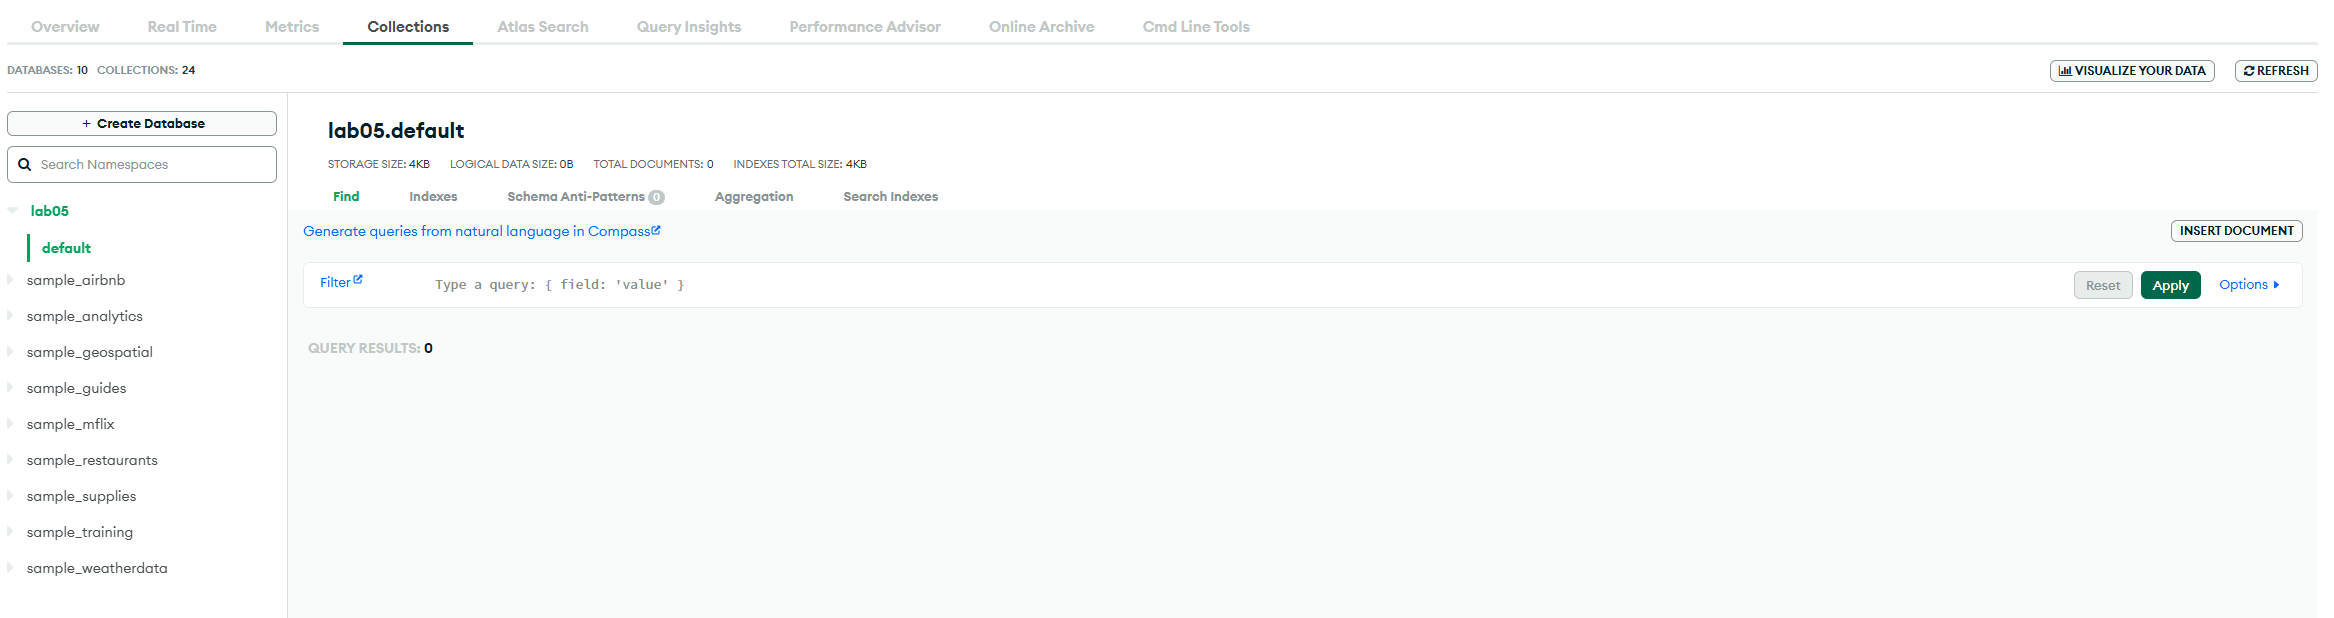 Overview Real Time Metrics Collections Atlas Search Query Insights Performance Advisor Online Archive Cmd Line Tools
DATABASES: 10 COLLECTIONS: 24
VISUALIZE YOUR DATA
REFRESH
+ Create Database
Search Namespaces
lab05
default
sample_airbnb
sample_analytics
sample_geospatial
sample_guides
sample_mflix
sample_restaurants
sample_supplies
sample_training
sample_weatherdata
lab05.default
STORAGE SIZE: 4KB LOGICAL DATA SIZE: 0B TOTAL DOCUMENTS: 0 INDEXES TOTAL SIZE: 4KB
Find Indexes Schema Anti-Patterns 0 Aggregation Search Indexes
Generate queries from natural language in Compass
INSERT DOCUMENT
Filter Type a query: { field: 'value' } Reset Apply Options
QUERY RESULTS: 0